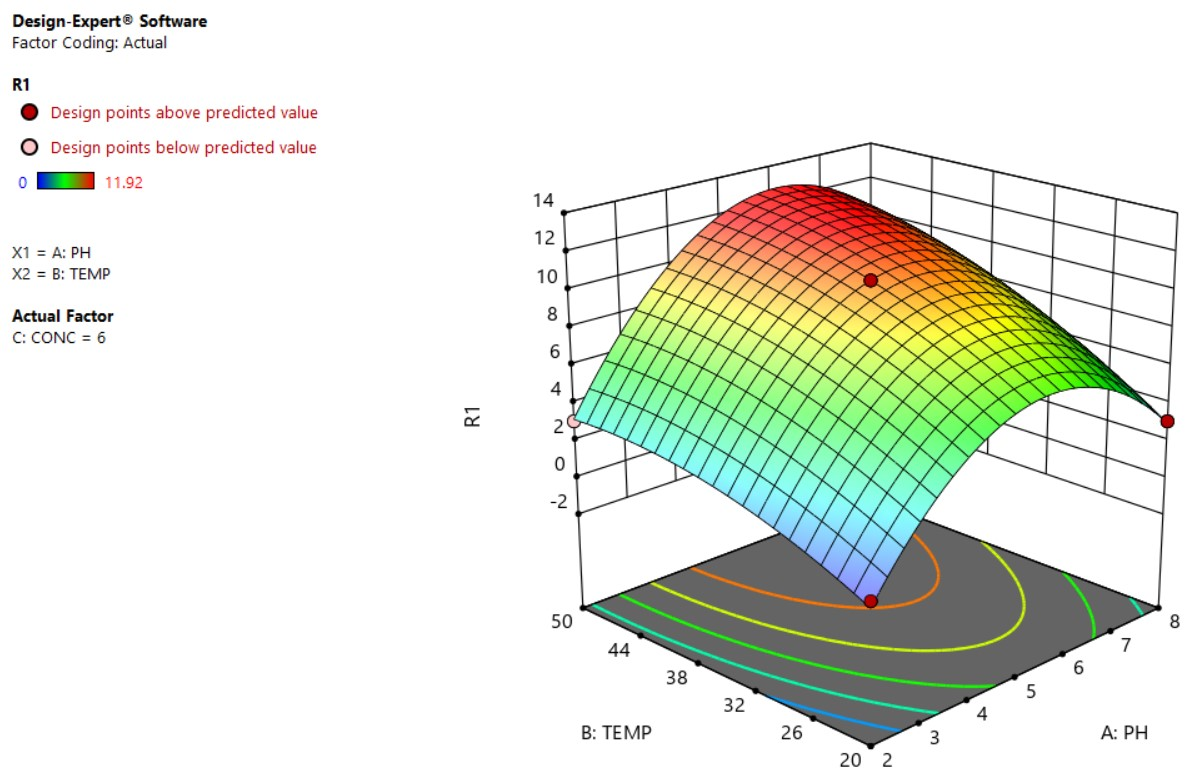 Design-Expert® Software
Factor Coding: Actual
R1
Design points above predicted value
Design points below predicted value
0 11.92
X1 = A: PH
X2 = B: TEMP
Actual Factor
C: CONC = 6
14
12
10
8
6
4
2
0
-2
R1
50
44
38
32
26
20
2
3
4
5
6
7
8
B: TEMP
A: PH